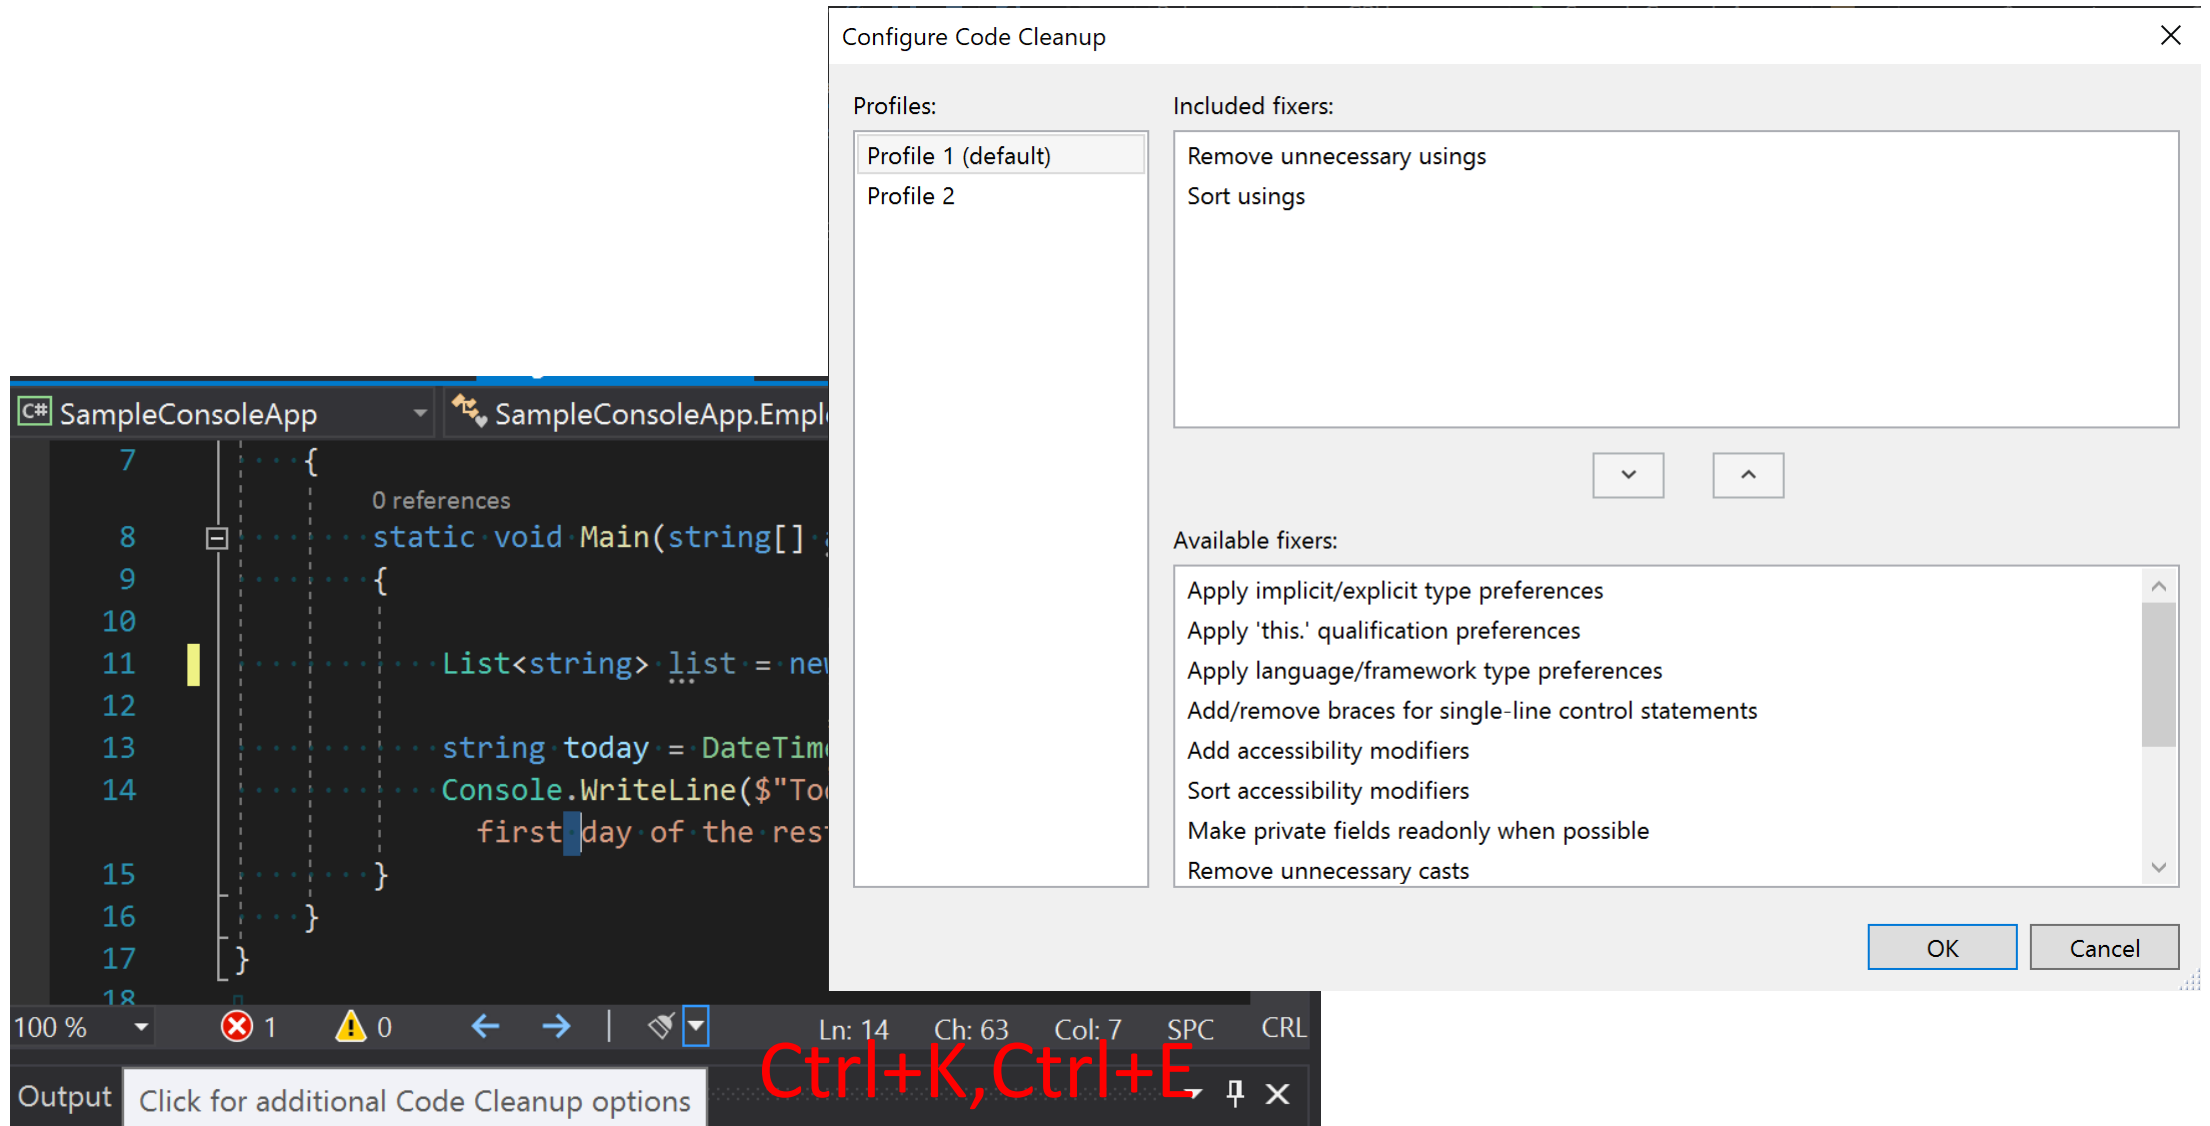 Configure Code Cleanup
Profiles:
Profile 1 (default)
Profile 2
Included fixers:
Remove unnecessary usings
Sort usings
Available fixers:
Apply implicit/explicit type preferences
Apply 'this.' qualification preferences
Apply language/framework type preferences
Add/remove braces for single-line control statements
Add accessibility modifiers
Sort accessibility modifiers
Make private fields readonly when possible
Remove unnecessary casts
OK
Cancel
C# SampleConsoleApp
SampleConsoleApp.Empl
7 {
0 references
8 static void Main(string[]
9 {
10
11 List<string> list = new
12
13 string today = DateTime
14 Console.WriteLine($"To
first day of the res
15 }
16 }
17 }
18
100 %
1
0
Ln: 14 Ch: 63 Col: 7 SPC CRL
Ctrl+K,Ctrl+E
Output
Click for additional Code Cleanup options